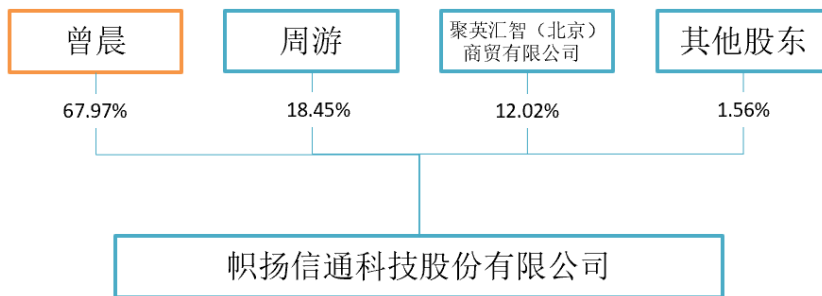 曾晨
周游
聚英汇智（北京）
商贸有限公司
其他股东
67.97%
18.45%
12.02%
1.56%
帜扬信通科技股份有限公司